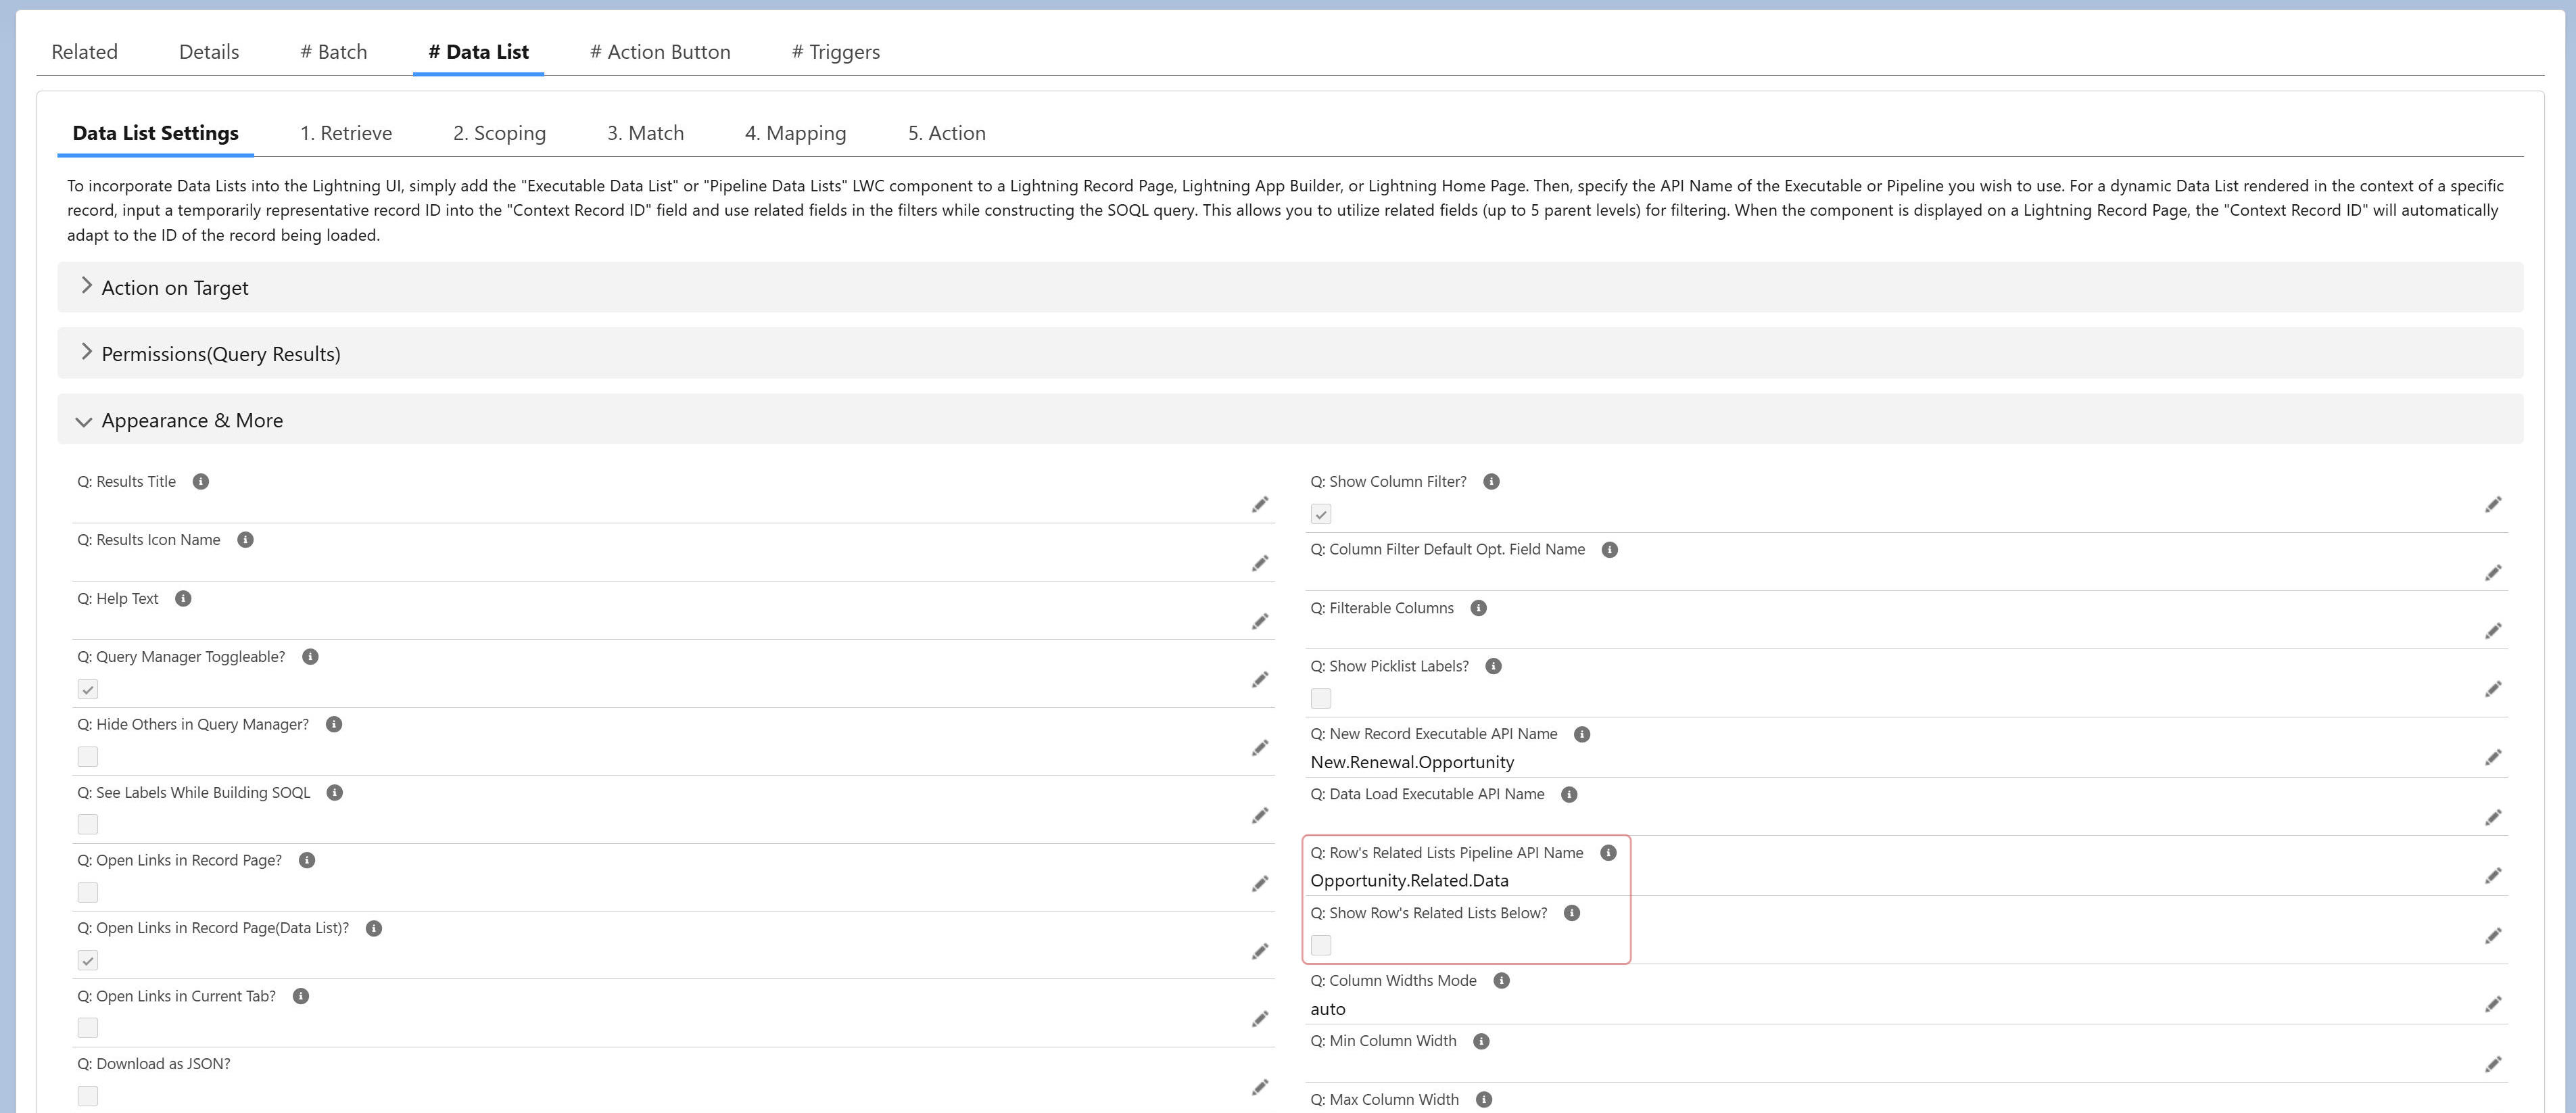 Related
Details
# Batch
# Data List
# Action Button
# Triggers
Data List Settings
1. Retrieve
2. Scoping
3. Match
4. Mapping
5. Action
To incorporate Data Lists into the Lightning UI, simply add the "Executable Data List" or "Pipeline Data Lists" LWC component to a Lightning Record Page, Lightning App Builder, or Lightning Home Page. Then, specify the API Name of the Executable or Pipeline you wish to use. For a dynamic Data List rendered in the context of a specific
record, input a temporarily representative record ID into the "Context Record ID" field and use related fields in the filters while constructing the SOQL query. This allows you to utilize related fields (up to 5 parent levels) for filtering. When the component is displayed on a Lightning Record Page, the "Context Record ID" will automatically
adapt to the ID of the record being loaded.
Action on Target
Permissions(Query Results)
Appearance & More
Q: Results Title
Q: Results Icon Name
Q: Help Text
Q: Query Manager Toggleable?
Q: Hide Others in Query Manager?
Q: See Labels While Building SOQL
Q: Open Links in Record Page?
Q: Open Links in Record Page(Data List)?
Q: Open Links in Current Tab?
Q: Download as JSON?
Q: Show Column Filter?
Q: Column Filter Default Opt. Field Name
Q: Filterable Columns
Q: Show Picklist Labels?
Q: New Record Executable API Name
New.Renewal.Opportunity
Q: Data Load Executable API Name
Q: Row's Related Lists Pipeline API Name
Opportunity.Related.Data
Q: Show Row's Related Lists Below?
Q: Column Widths Mode
auto
Q: Min Column Width
Q: Max Column Width